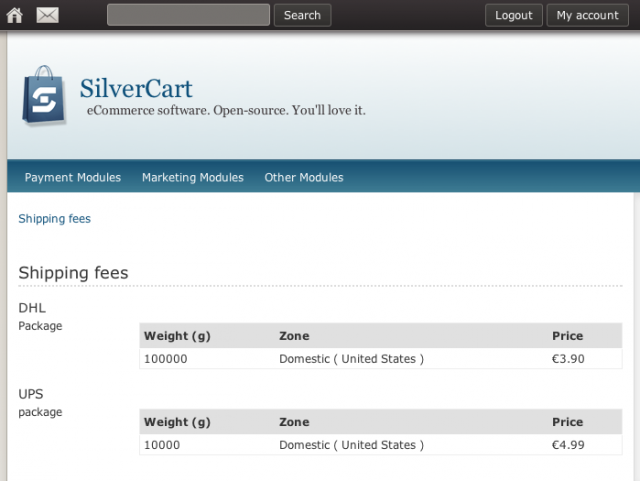 Search Logout My account
SilverCart
eCommerce software. Open-source. You'll love it.
Payment Modules Marketing Modules Other Modules
Shipping fees
Shipping fees
DHL
Package
Weight (g) Zone Price
100000 Domestic ( United States ) €3.90
UPS
package
Weight (g) Zone Price
10000 Domestic ( United States ) €4.99